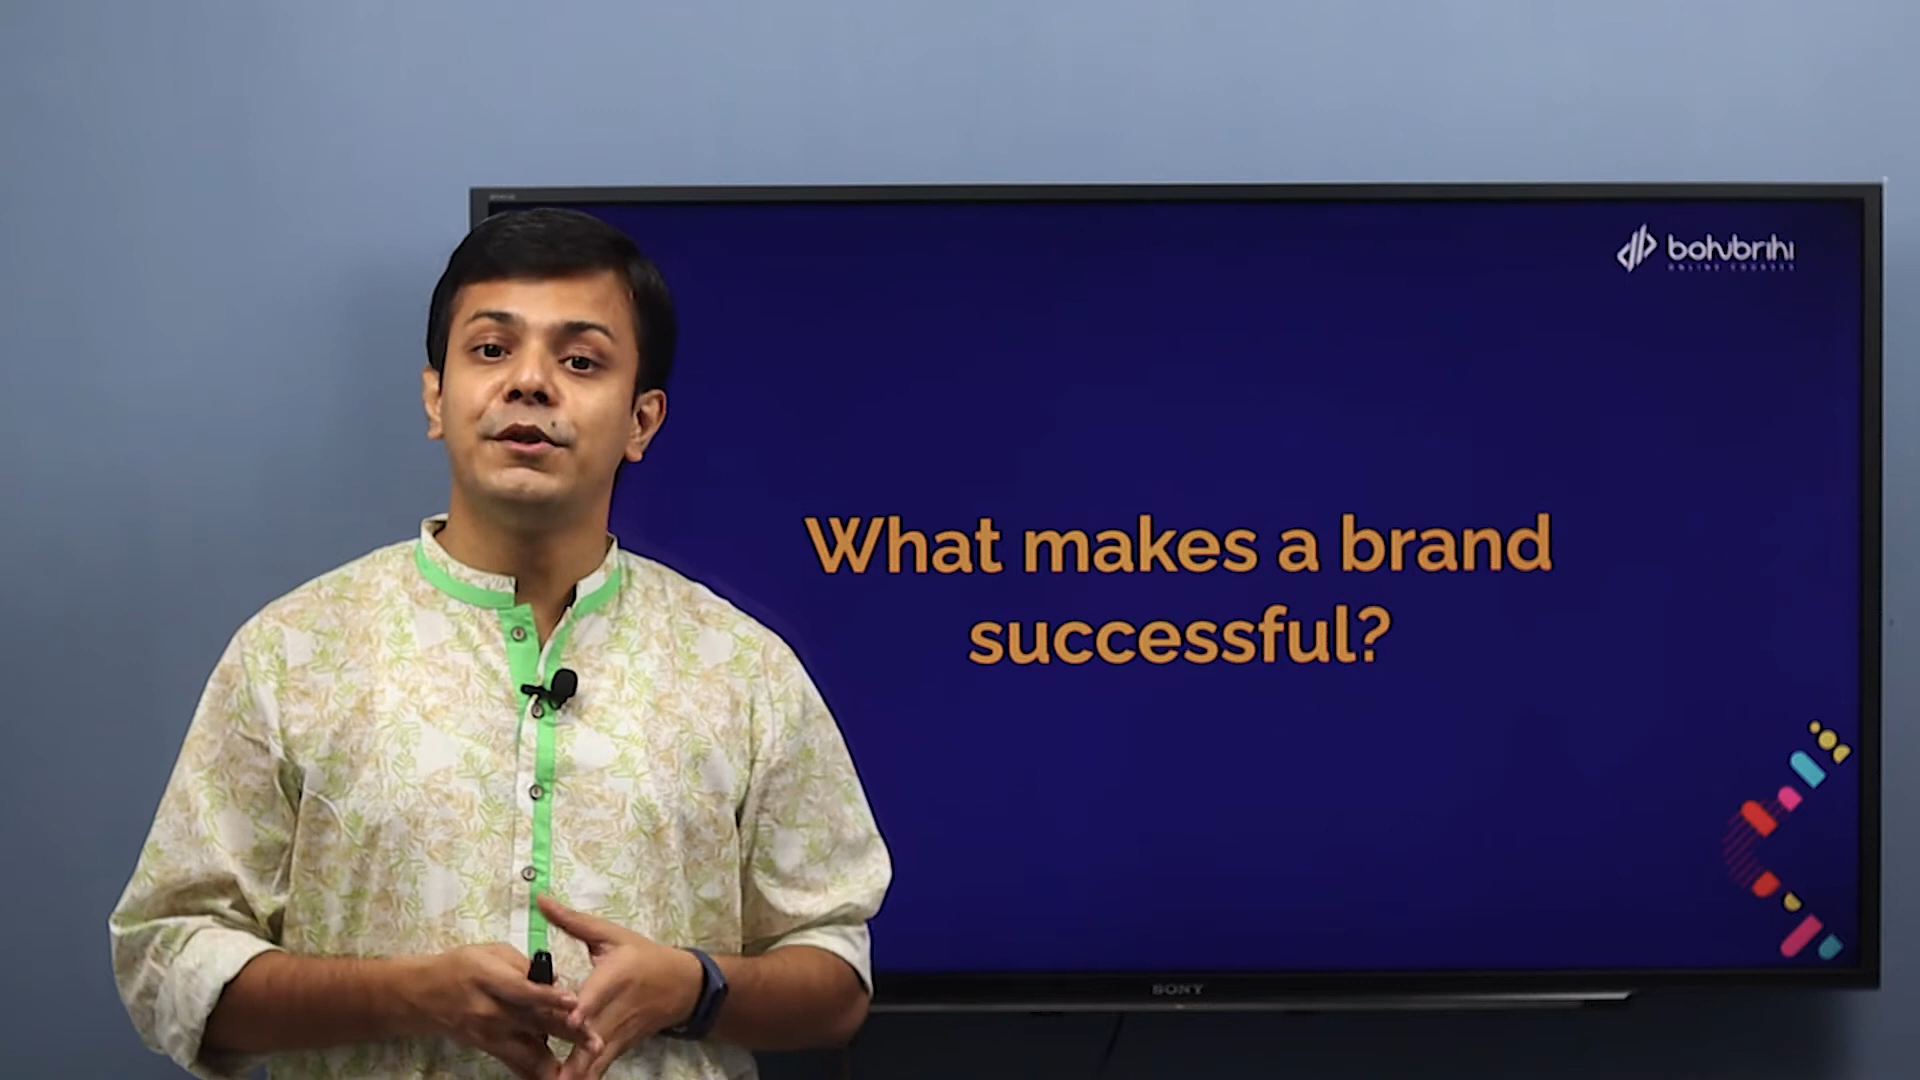 bohubrihi
ONLINE COURSES
What makes a brand
successful?
SONY